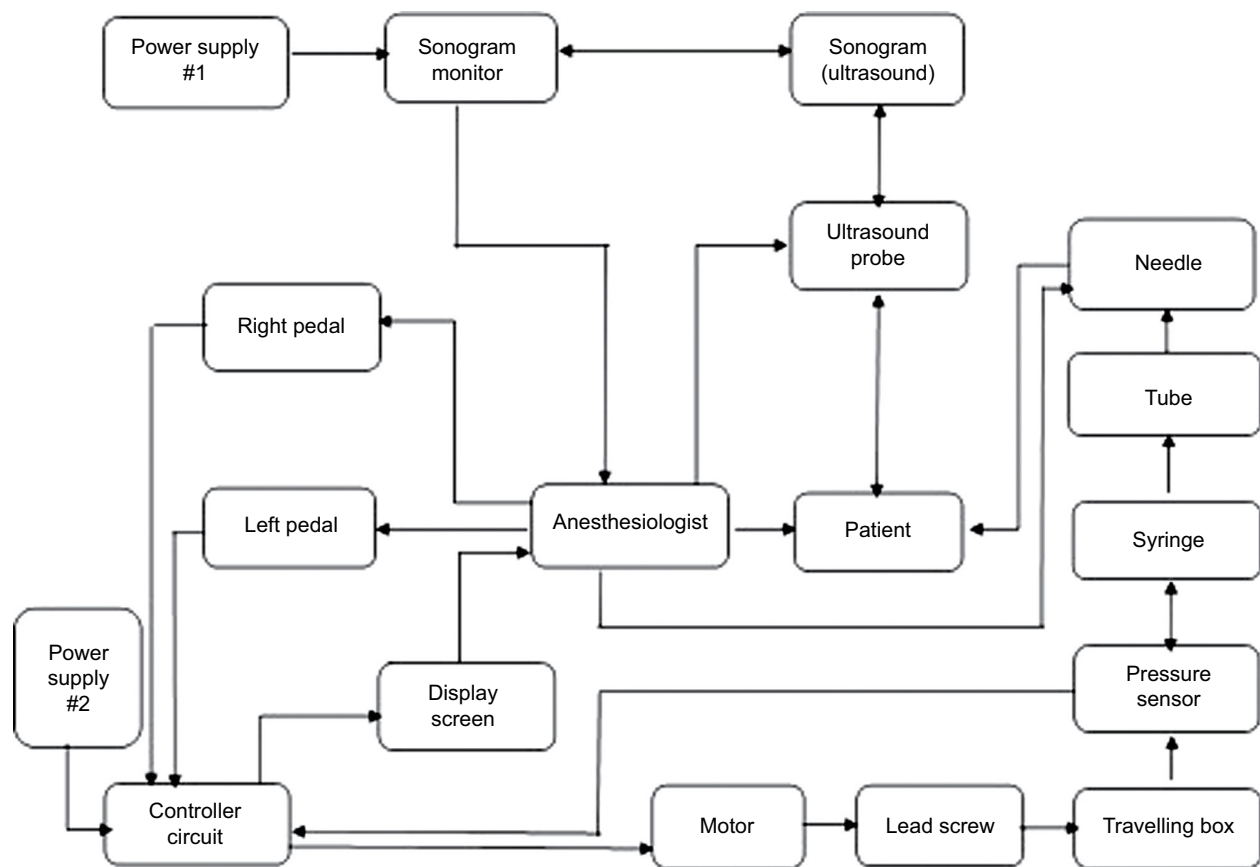 Power supply
#1
Sonogram
monitor
Sonogram
(ultrasound)
Ultrasound
probe
Needle
Right pedal
Tube
Left pedal
Anesthesiologist
Patient
Syringe
Power
supply
#2
Display
screen
Pressure
sensor
Controller
circuit
Motor
Lead screw
Travelling box